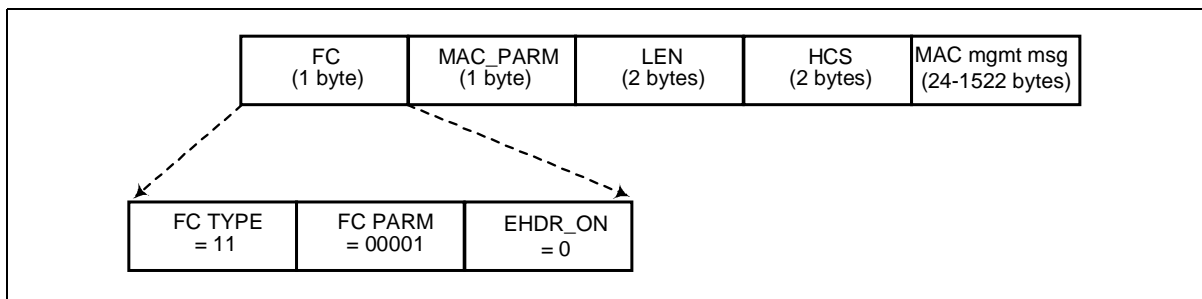 FC
(1 byte)
MAC_PARM
(1 byte)
LEN
(2 bytes)
HCS
(2 bytes)
MAC mgmt msg
(24-1522 bytes)
FC TYPE
= 11
FC PARM
= 00001
EHDR_ON
= 0